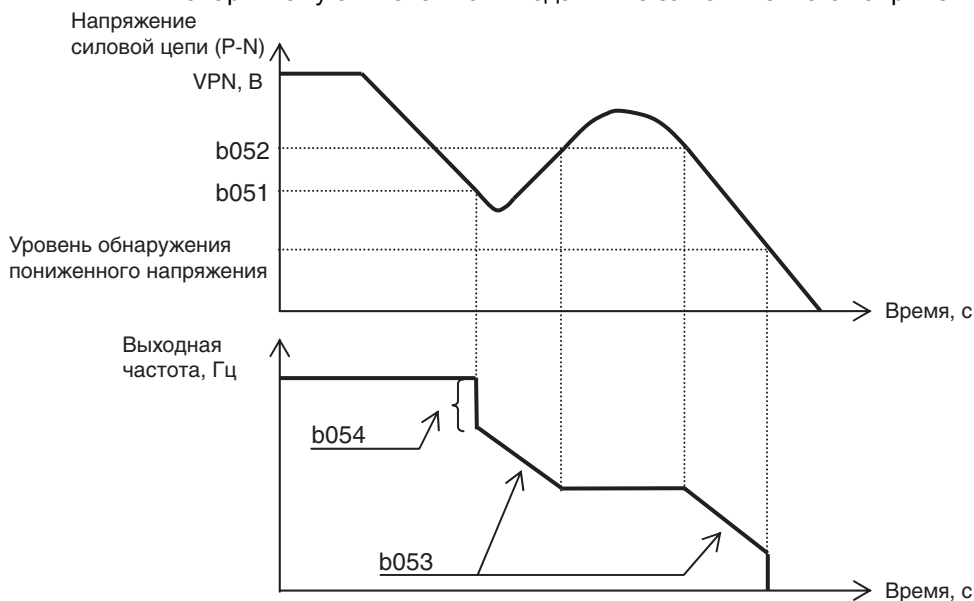 Напряжение
силовой цепи (P-N)
VPN, В
b052
b051
Уровень обнаружения
пониженного напряжения
Время, с
Выходная
частота, Гц
b054
b053
Время, с